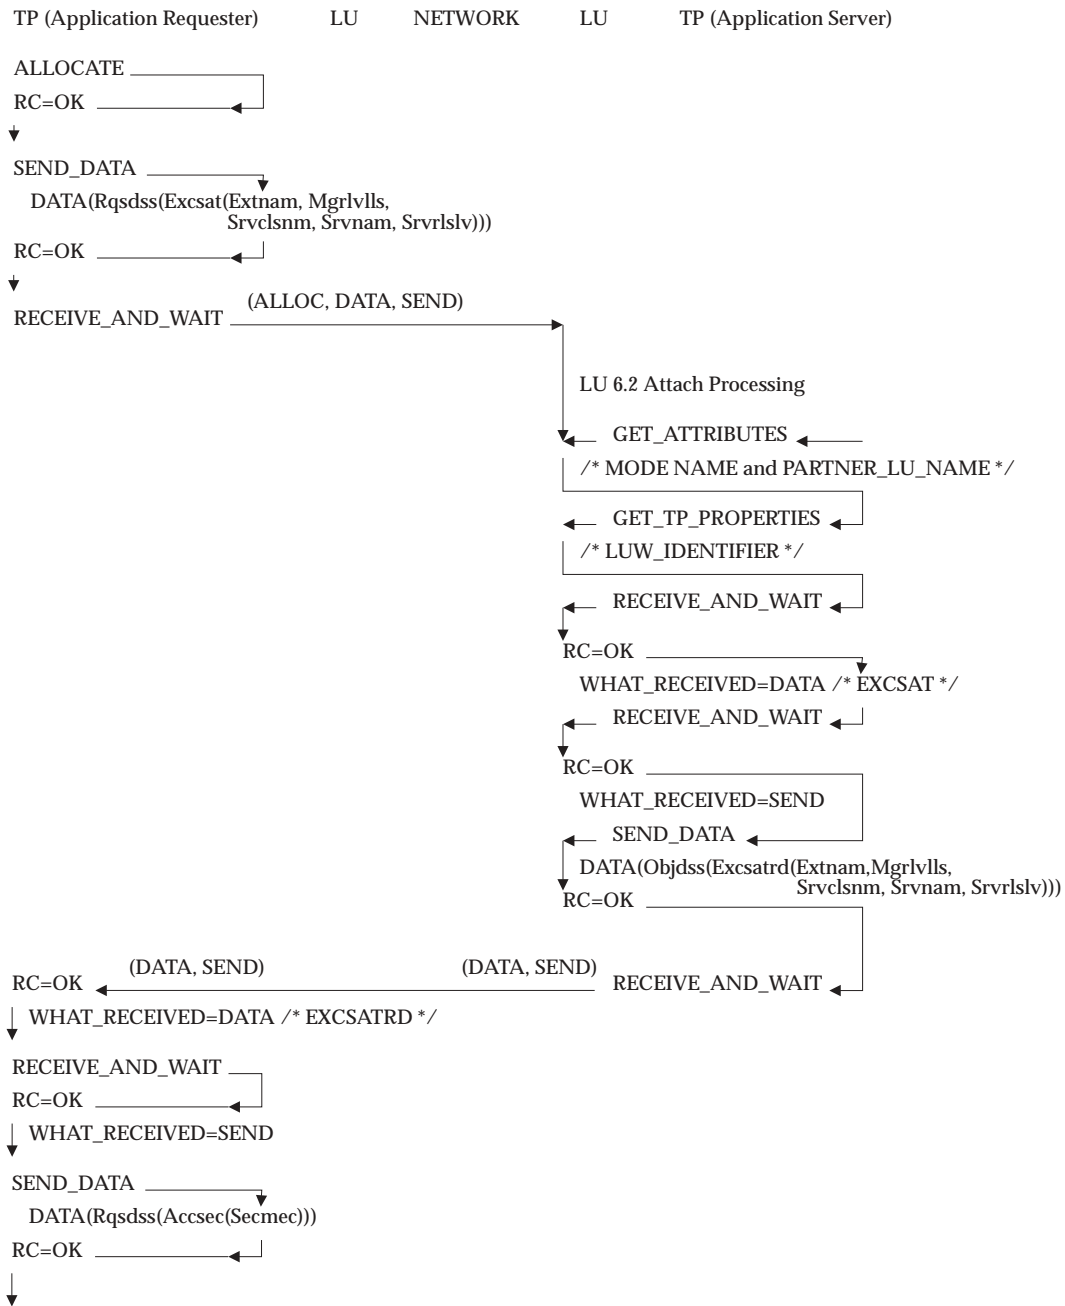 TP (Application Requester) LU NETWORK LU TP (Application Server)
ALLOCATE
RC=OK
SEND_DATA
DATA(Rqsdss(Excsat(Extnam, Mgrlvlls,
Srvclsnm, Srvnam, Srvrlslv)))
RC=OK
(ALLOC, DATA, SEND)
RECEIVE_AND_WAIT
LU 6.2 Attach Processing
GET_ATTRIBUTES
/* MODE NAME and PARTNER_LU_NAME */
GET_TP_PROPERTIES
/* LUW_IDENTIFIER */
RECEIVE_AND_WAIT
RC=OK
WHAT_RECEIVED=DATA /* EXCSAT */
RECEIVE_AND_WAIT
RC=OK
WHAT_RECEIVED=SEND
SEND_DATA
DATA(Objdss(Excsatrd(Extnam,Mgrlvlls,
Srvclsnm, Srvnam, Srvrlslv)))
RC=OK
(DATA, SEND) (DATA, SEND)
RC=OK RECEIVE_AND_WAIT
WHAT_RECEIVED=DATA /* EXCSATRD */
RECEIVE_AND_WAIT
RC=OK
WHAT_RECEIVED=SEND
SEND_DATA
DATA(Rqsdss(Accsec(Secmec)))
RC=OK